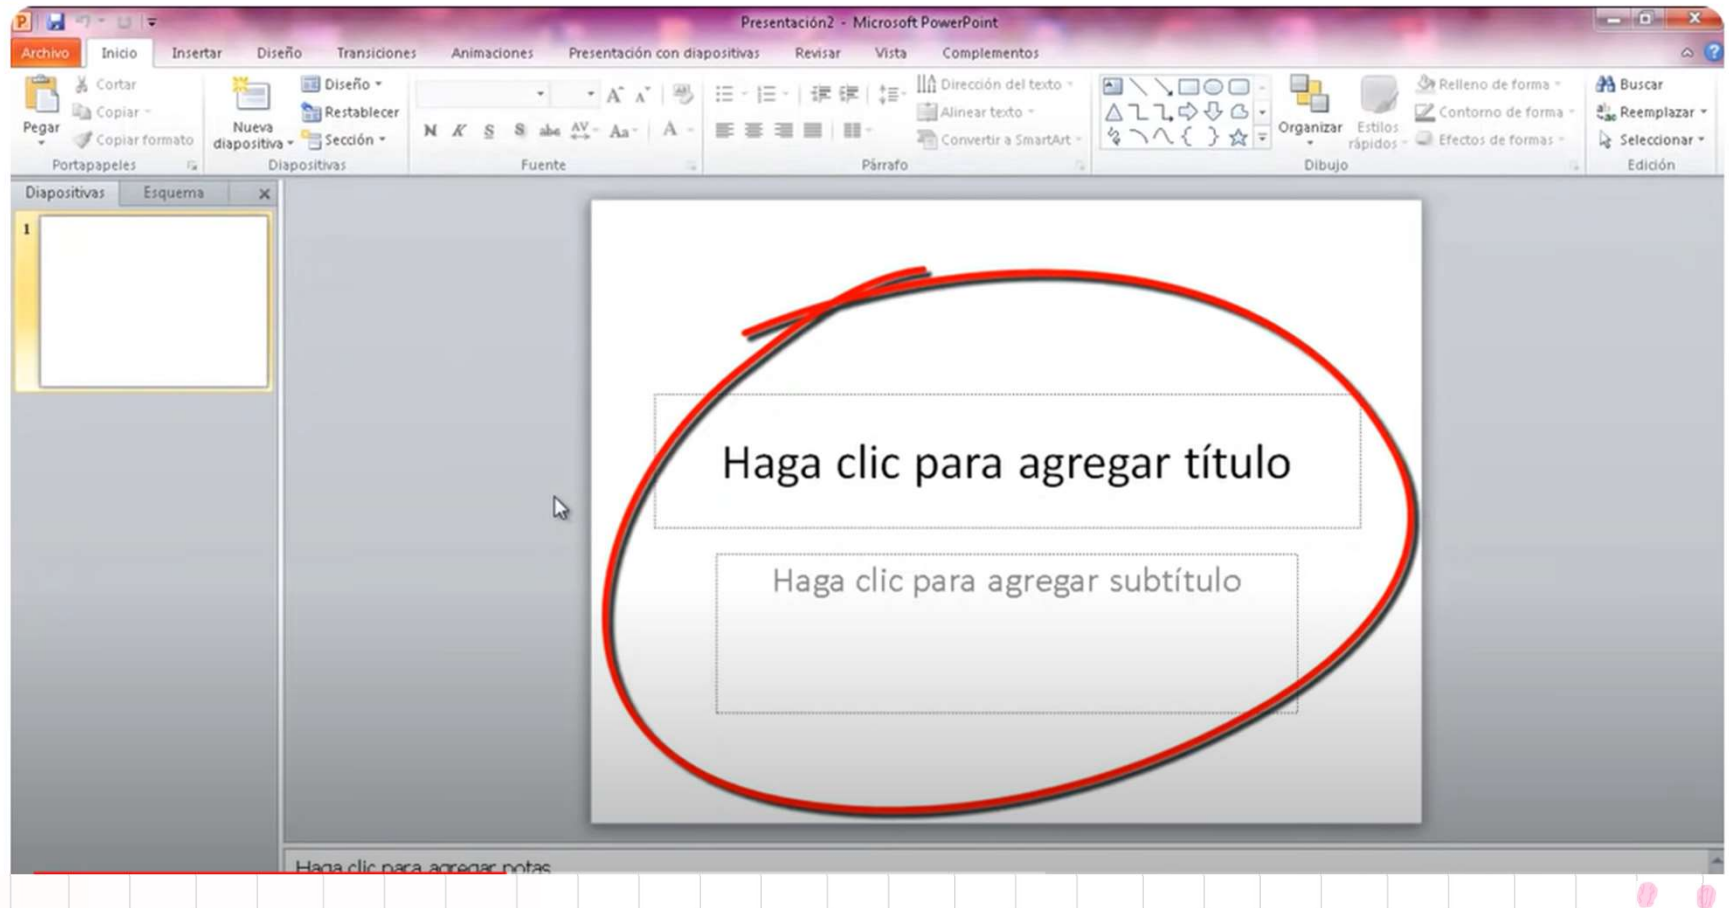 Presentación2 - Microsoft PowerPoint
Archivo Inicio Insertar Diseño Transiciones Animaciones Presentación con diapositivas Revisar Vista Complementos
Pegar
Cortar
Copiar
Copiar formato
Portapapeles
Nueva
diapositiva
Diseño
Restablecer
Sección
Diapositivas
N K S S abe AV Aa A
Fuente
Dirección del texto
Alinear texto
Convertir a SmartArt
Párrafo
Organizar
Estilos
rápidos
Relleno de forma
Contorno de forma
Efectos de formas
Dibujo
Buscar
Reemplazar
Seleccionar
Edición
Diapositivas Esquema
1
Haga clic para agregar título
Haga clic para agregar subtítulo
Haga clic para agregar notas